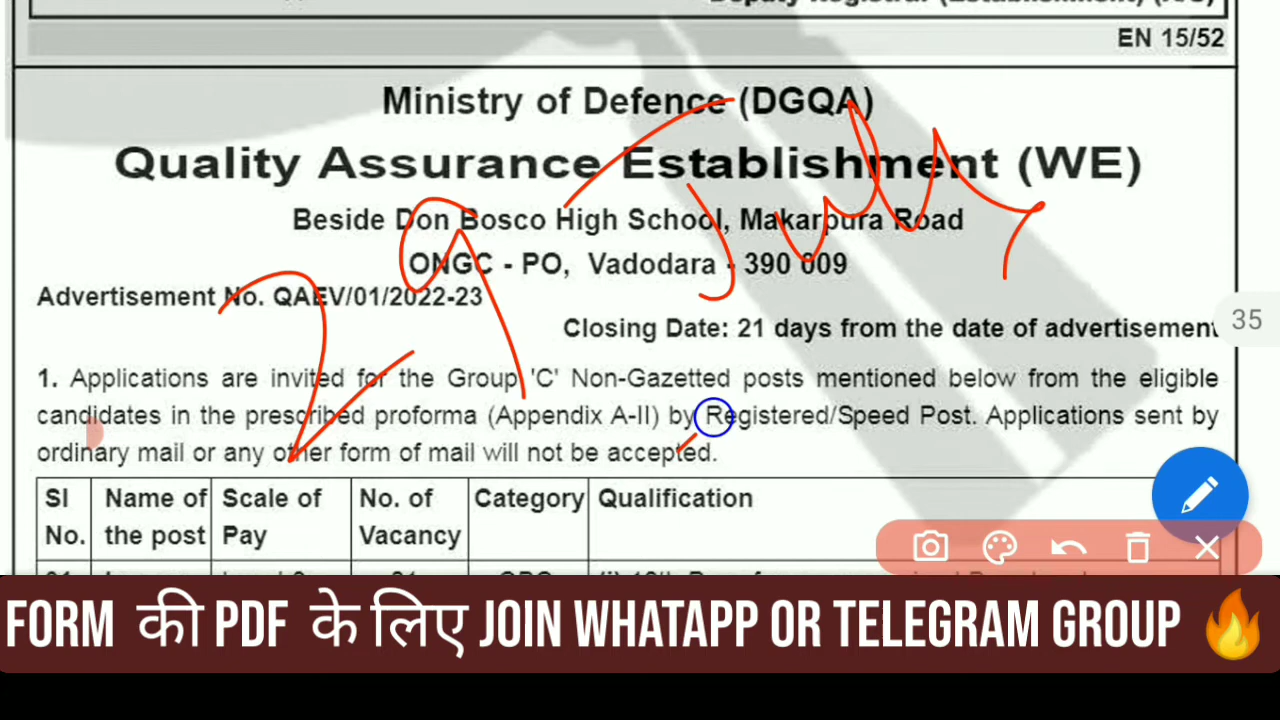 EN 15/52
Ministry of Defence (DGQA)
Quality Assurance Establishment (WE)
Beside Don Bosco High School, Makarpura Road
ONGC - PO, Vadodara - 390 009
29 July
Advertisement No. QAEV/01/2022-23
Closing Date: 21 days from the date of advertisement
35
1. Applications are invited for the Group 'C' Non-Gazetted posts mentioned below from the eligible
candidates in the prescribed proforma (Appendix A-II) by Registered/Speed Post. Applications sent by
ordinary mail or any other form of mail will not be accepted.
Sl No. Name of the post Scale of Pay No. of Vacancy Category Qualification
FORM की PDF के लिए JOIN WHATAPP OR TELEGRAM GROUP 🔥